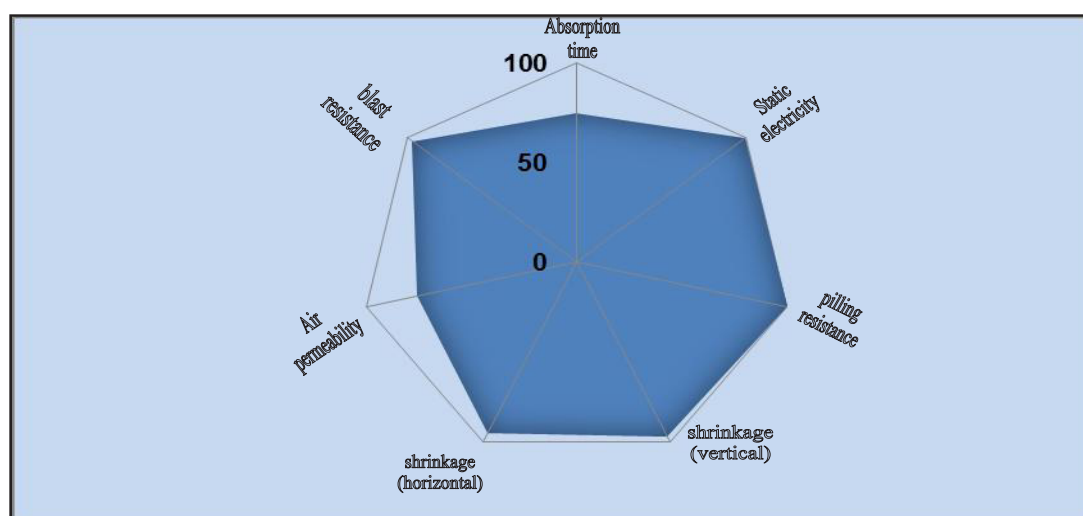 Absorption
time
100
50
0
Static
electricity
pilling
resistance
shrinkage
(vertical)
shrinkage
(horizontal)
Air
permeability
blast
resistance